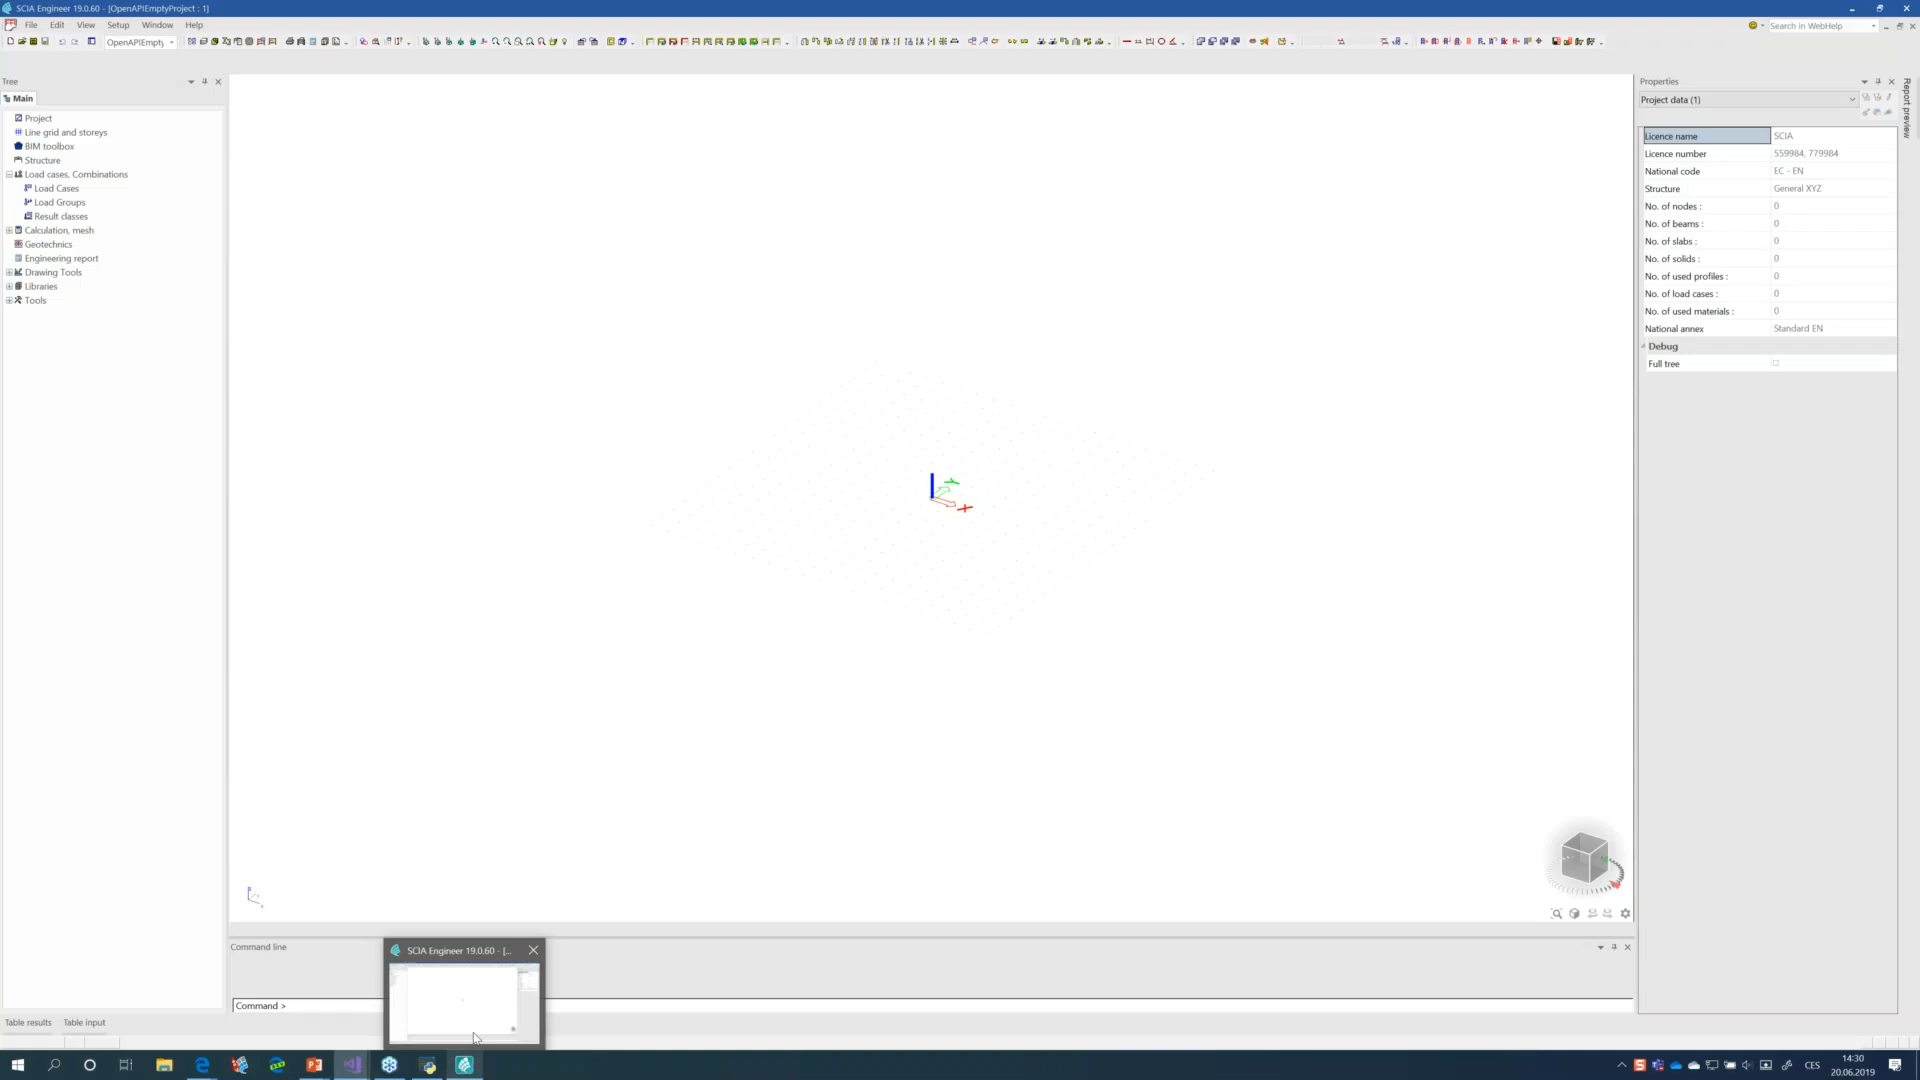 SCIA Engineer 19.0.60 - [OpenAPIEmptyProject : 1]
File Edit View Setup Window Help
Search in WebHelp
OpenAPIEmpty
Tree
Main
Project
Line grid and storeys
BIM toolbox
Structure
Load cases, Combinations
Load Cases
Load Groups
Result classes
Calculation, mesh
Geotechnics
Engineering report
Drawing Tools
Libraries
Tools
Y
X
Properties
Project data (1)
Report preview
Licence name SCIA
Licence number 559984, 779984
National code EC - EN
Structure General XYZ
No. of nodes : 0
No. of beams : 0
No. of slabs : 0
No. of solids : 0
No. of used profiles : 0
No. of load cases : 0
No. of used materials : 0
National annex Standard EN
Debug
Full tree
Command line
SCIA Engineer 19.0.60 - [...
Command >
Table results Table input
CES
14:30
20.06.2019